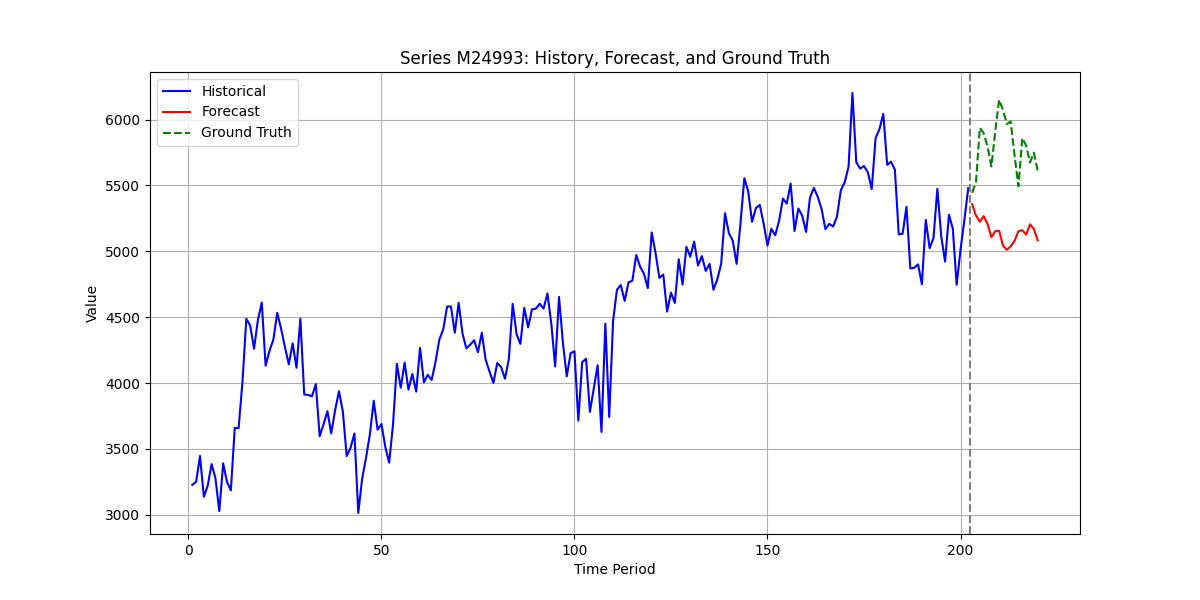 Series M24993: History, Forecast, and Ground Truth
Historical
Forecast
Ground Truth
6000
5500
5000
4500
4000
3500
3000
Value
0
50
100
150
200
Time Period